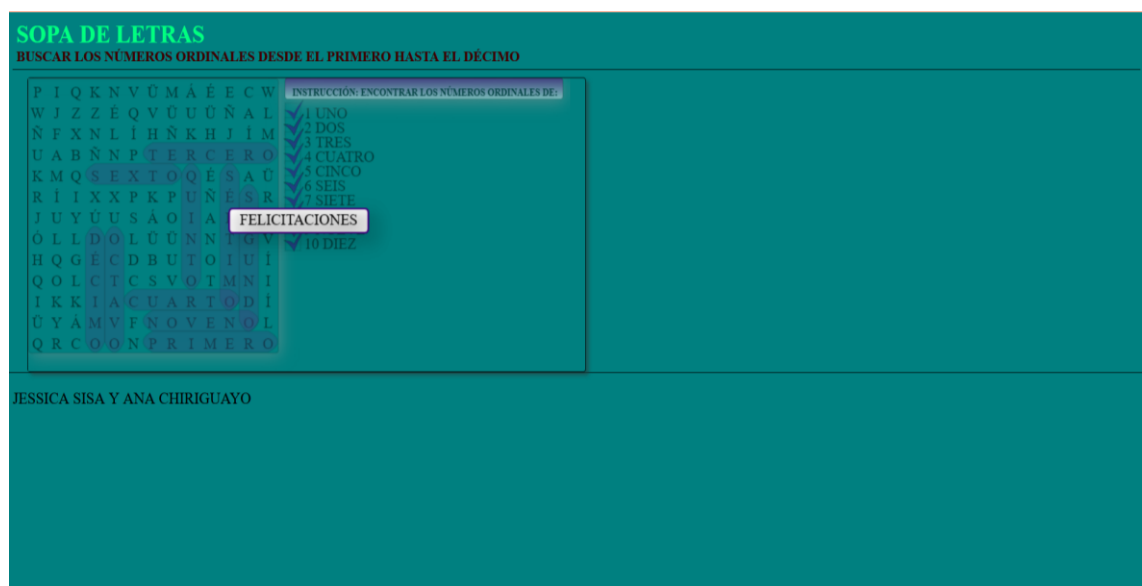 SOPA DE LETRAS
BUSCAR LOS NÚMEROS ORDINALES DESDE EL PRIMERO HASTA EL DÉCIMO
INSTRUCCIÓN: ENCONTRAR LOS NÚMEROS ORDINALES DE:
P I Q K N V Ü M Á É E C W
W J Z Z É Q V Ü U Ú Ñ A L
Ñ F X N L Í H Ñ K H J Í M
U A B Ñ N P T E R C E R O
K M Q S E X T O Q É S A Ü
R Í I X X P K P U Ñ É S R
J U Y Ú U S Á O I A
Ó L L D O L Ü Ú N N I G V
H Q G É C D B U T O I U Í
Q O L C T C S V O T M N I
I K K I A C U A R T O D Í
Ü Y Á M V F N O V E N O L
Q R C O O N P R I M E R O
1 UNO
2 DOS
3 TRES
4 CUATRO
5 CINCO
6 SEIS
7 SIETE
10 DIEZ
FELICITACIONES
JESSICA SISA Y ANA CHIRIGUAYO